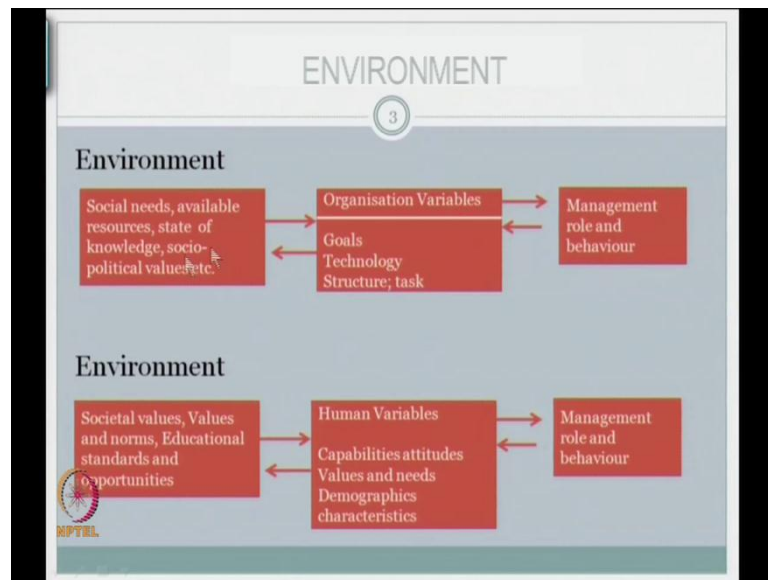 ENVIRONMENT
3
Environment
Social needs, available
resources, state of
knowledge, socio-
political values etc.
Organisation Variables
Goals
Technology
Structure; task
Management
role and
behaviour
Environment
Societal values, Values
and norms, Educational
standards and
opportunities
Human Variables
Capabilities attitudes
Values and needs
Demographics
characteristics
Management
role and
behaviour
NPTEL